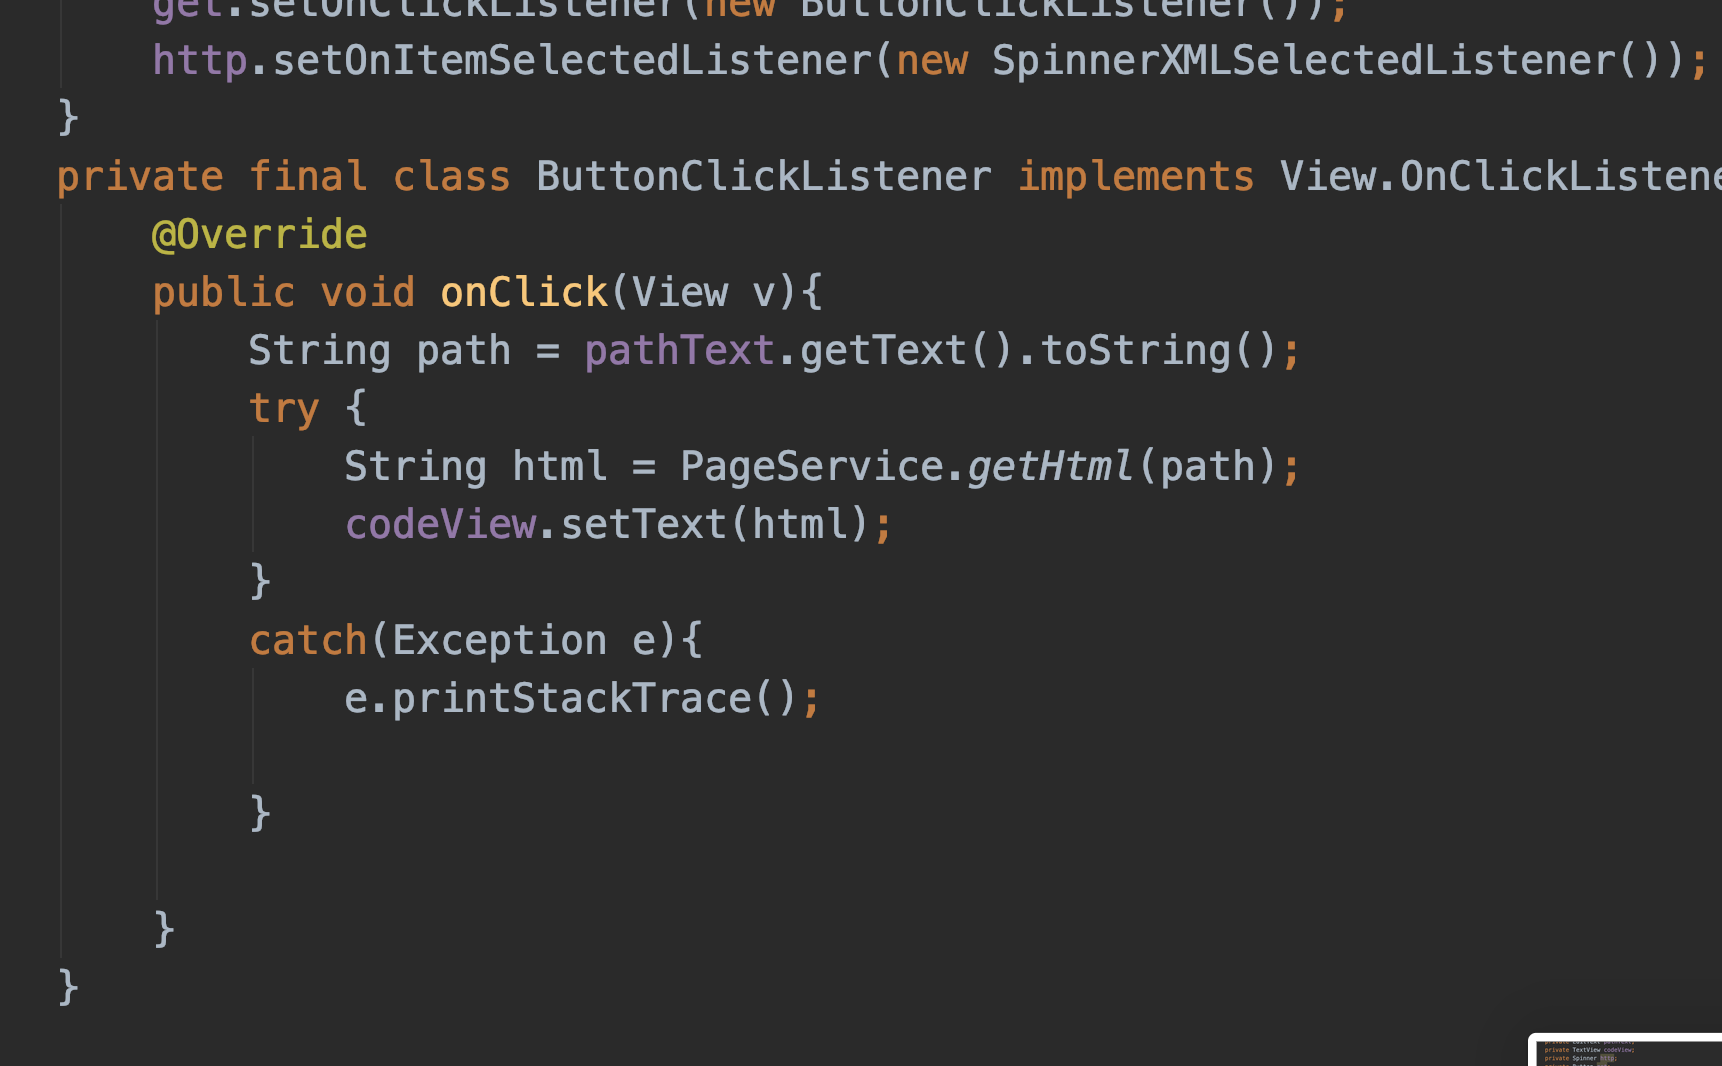 get.setOnClickListener(new ButtonClickListener());
http.setOnItemSelectedListener(new SpinnerXMLSelectedListener());
}
private final class ButtonClickListener implements View.OnClickListene
@Override
public void onClick(View v){
String path = pathText.getText().toString();
try {
String html = PageService.getHtml(path);
codeView.setText(html);
}
catch(Exception e){
e.printStackTrace();
}
}
}
private TextView codeView;
private Spinner http;